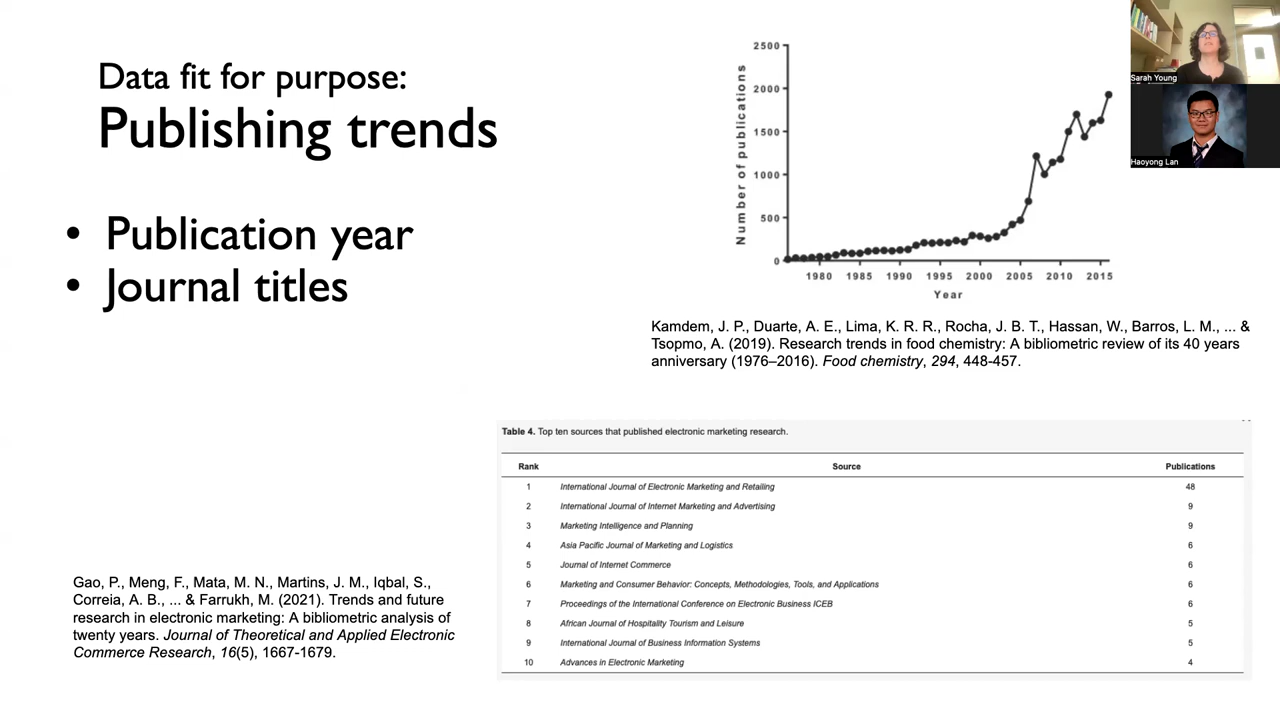 Data fit for purpose:
Publishing trends
• Publication year
• Journal titles
Number of publications
2500
2000
1500
1000
500
0
1980 1985 1990 1995 2000 2005 2010 2015
Year
Sarah Young
Haoyong Lan
Kamdem, J. P., Duarte, A. E., Lima, K. R. R., Rocha, J. B. T., Hassan, W., Barros, L. M., ... &
Tsopmo, A. (2019). Research trends in food chemistry: A bibliometric review of its 40 years
anniversary (1976–2016). Food chemistry, 294, 448-457.
Table 4. Top ten sources that published electronic marketing research.
Rank Source Publications
1 International Journal of Electronic Marketing and Retailing 48
2 International Journal of Internet Marketing and Advertising 9
3 Marketing Intelligence and Planning 9
4 Asia Pacific Journal of Marketing and Logistics 6
5 Journal of Internet Commerce 6
6 Marketing and Consumer Behavior: Concepts, Methodologies, Tools, and Applications 6
7 Proceedings of the International Conference on Electronic Business ICEB 6
8 African Journal of Hospitality Tourism and Leisure 5
9 International Journal of Business Information Systems 5
10 Advances in Electronic Marketing 4
Gao, P., Meng, F., Mata, M. N., Martins, J. M., Iqbal, S.,
Correia, A. B., ... & Farrukh, M. (2021). Trends and future
research in electronic marketing: A bibliometric analysis of
twenty years. Journal of Theoretical and Applied Electronic
Commerce Research, 16(5), 1667-1679.